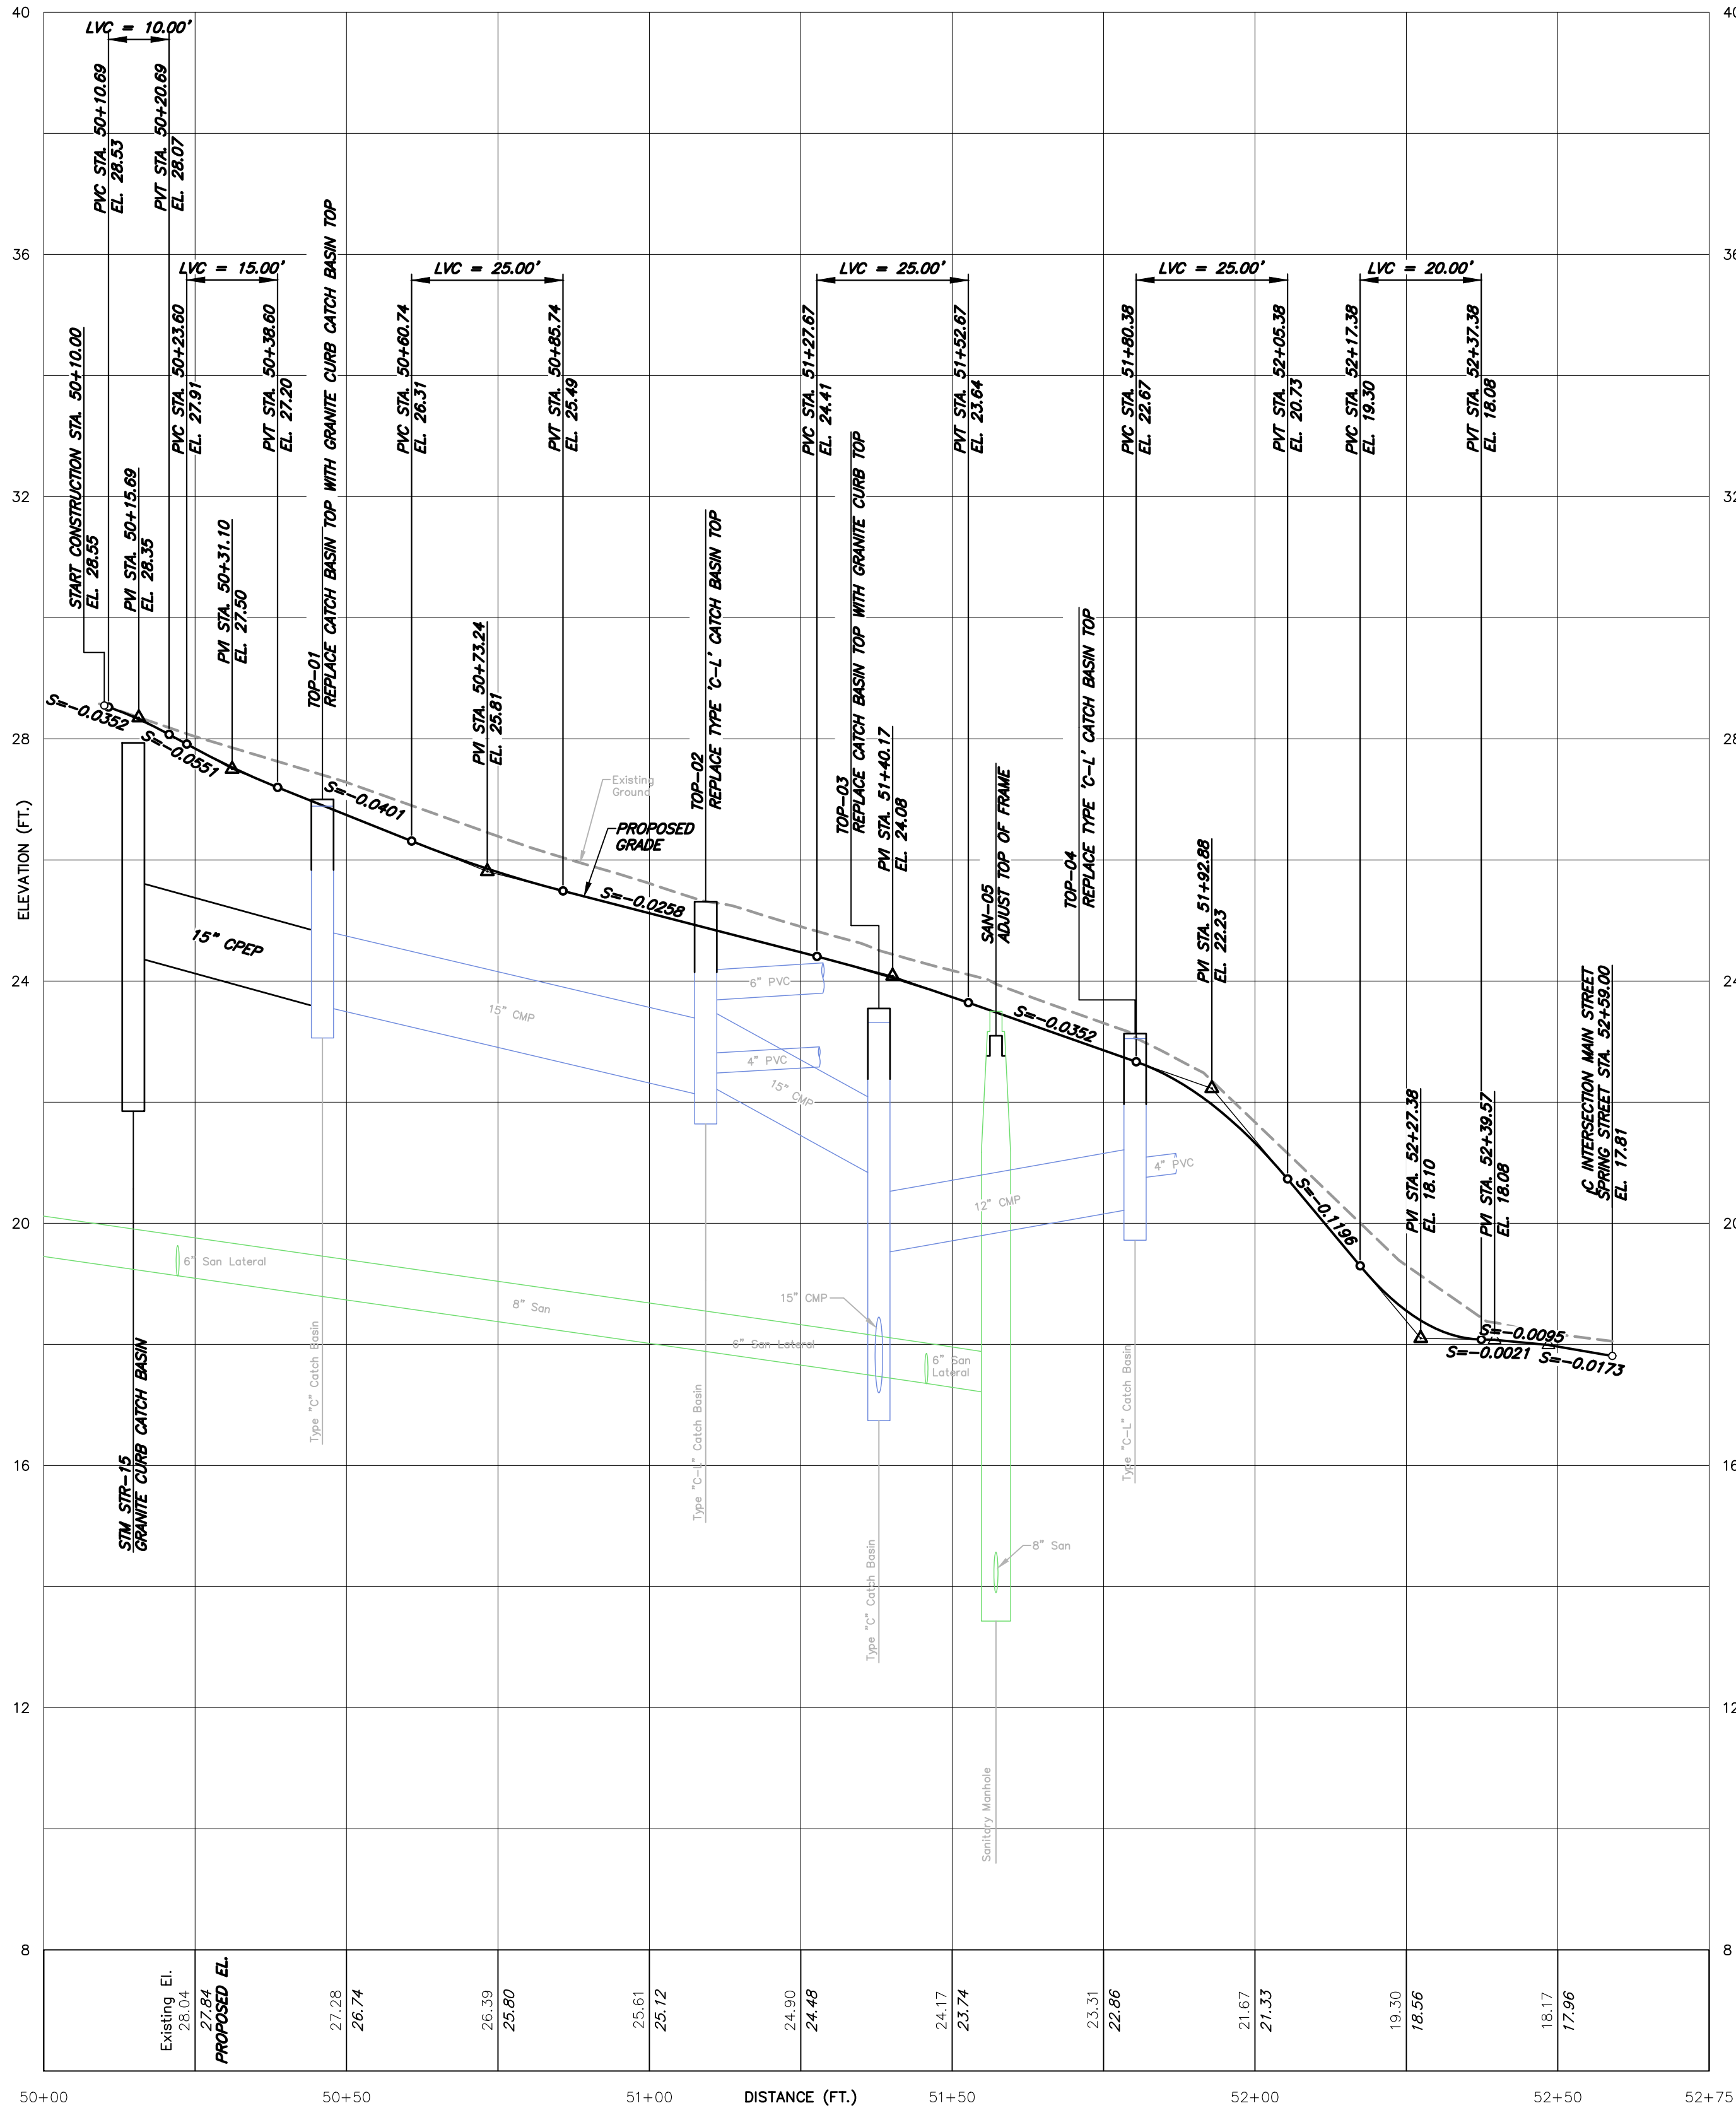 40
40
LVC = 10.00'
PVC STA. 50+10.69
EL. 28.53
PVT STA. 50+20.69
EL. 28.07
36
36
LVC = 15.00'
LVC = 25.00'
LVC = 25.00'
LVC = 25.00'
LVC = 20.00'
START CONSTRUCTION STA. 50+10.00
EL. 28.55
PVI STA. 50+15.69
EL. 28.35
PVC STA. 50+23.60
EL. 27.91
PVI STA. 50+31.10
EL. 27.50
PVT STA. 50+38.60
EL. 27.20
TOP-01
REPLACE CATCH BASIN TOP WITH GRANITE CURB CATCH BASIN TOP
PVC STA. 50+60.74
EL. 26.31
PVI STA. 50+73.24
EL. 25.81
PVT STA. 50+85.74
EL. 25.49
TOP-02
REPLACE TYPE 'C-L' CATCH BASIN TOP
PVC STA. 51+27.67
EL. 24.41
TOP-03
REPLACE CATCH BASIN TOP WITH GRANITE CURB TOP
PVI STA. 51+40.17
EL. 24.08
PVT STA. 51+52.67
EL. 23.64
SAN-05
ADJUST TOP OF FRAME
TOP-04
REPLACE TYPE 'C-L' CATCH BASIN TOP
PVC STA. 51+80.38
EL. 22.67
PVI STA. 51+92.88
EL. 22.23
PVT STA. 52+05.38
EL. 20.73
PVC STA. 52+17.38
EL. 19.30
PVI STA. 52+27.38
EL. 18.10
PVT STA. 52+37.38
EL. 18.08
PVI STA. 52+39.57
EL. 18.08
INTERSECTION MAIN STREET
SPRING STREET STA. 52+59.00
EL. 17.81
32
32
28
28
S=-0.0352
S=-0.0551
S=-0.0401
Existing
Ground
PROPOSED
GRADE
S=-0.0258
S=-0.0352
S=-0.1196
S=-0.0095
S=-0.0021
S=-0.0173
ELEVATION (FT.)
24
24
15" CPEP
15" CMP
6" PVC
4" PVC
15" CMP
12" CMP
4" PVC
20
20
6" San Lateral
8" San
15" CMP
6" San Lateral
6" San
Lateral
8" San
STM STR-15
GRANITE CURB CATCH BASIN
Type "C" Catch Basin
Type "C-L" Catch Basin
Type "C" Catch Basin
Sanitary Manhole
Type "C-L" Catch Basin
16
16
12
12
8
8
Existing El.
28.04
27.84
PROPOSED EL.
27.28
26.74
26.39
25.80
25.61
25.12
24.90
24.48
24.17
23.74
23.31
22.86
21.67
21.33
19.30
18.56
18.17
17.96
50+00
50+50
51+00
DISTANCE (FT.)
51+50
52+00
52+50
52+75